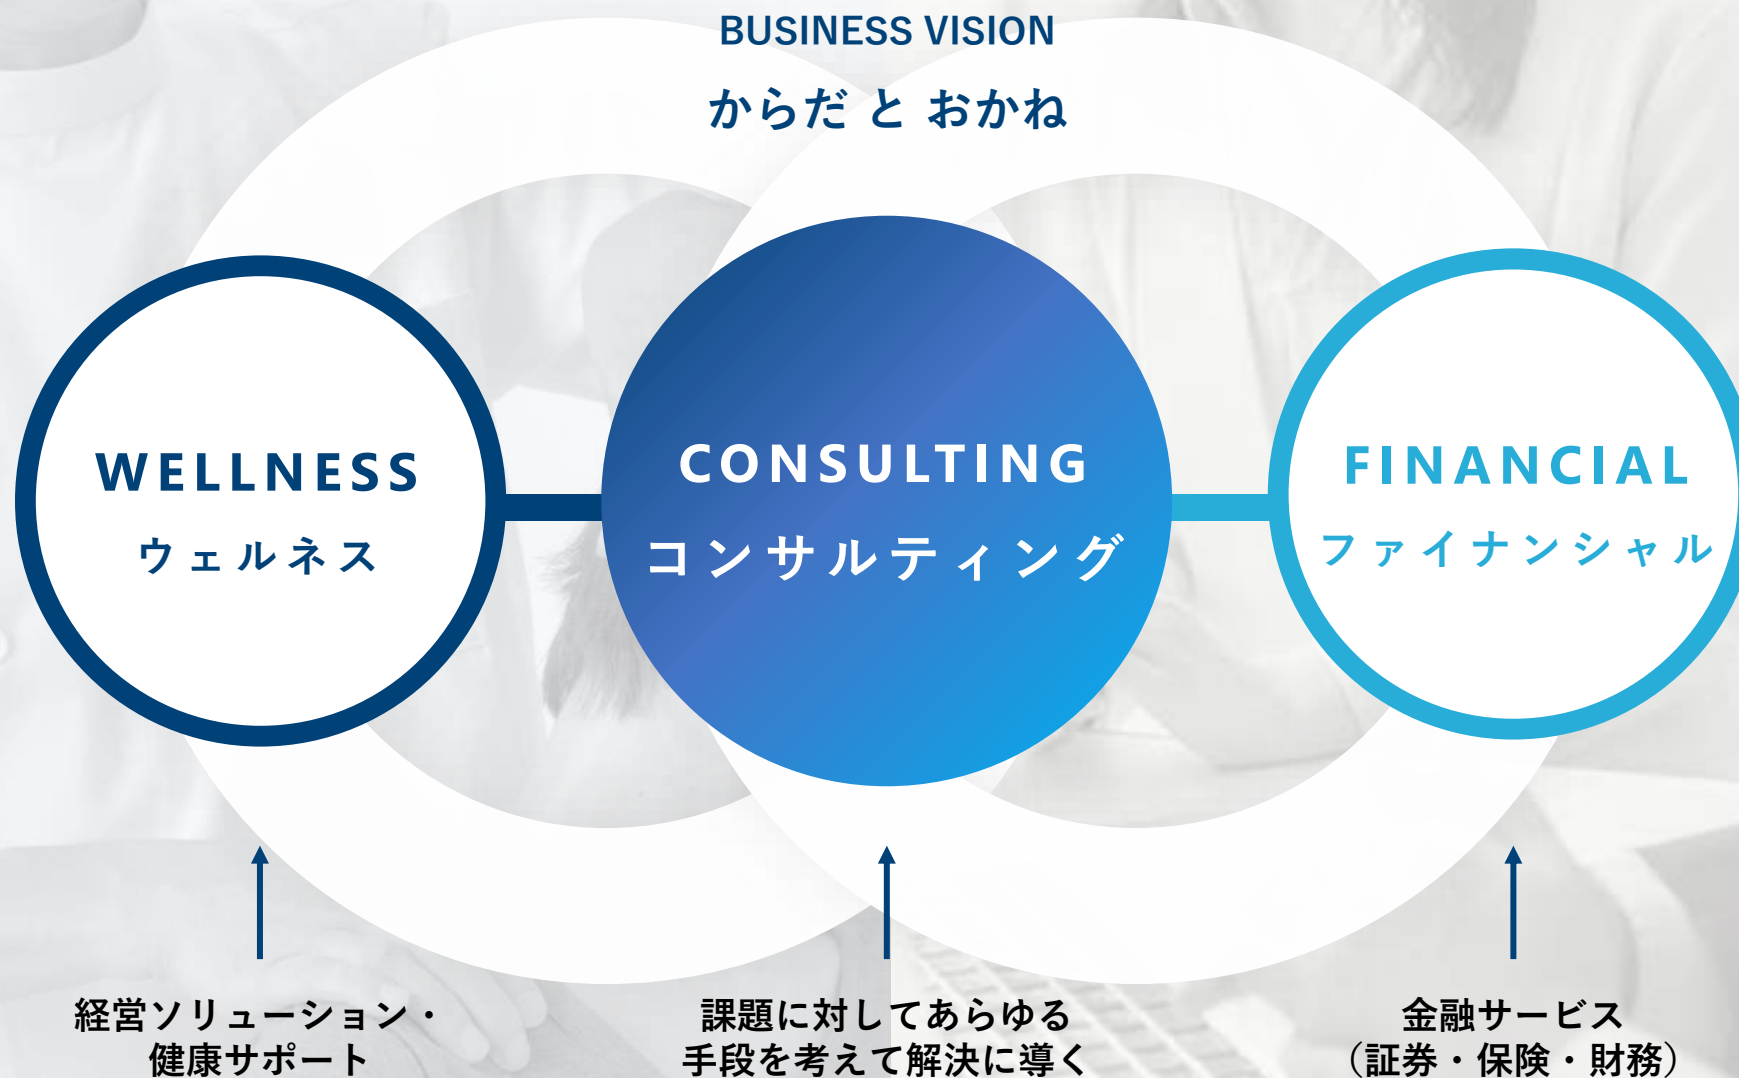 BUSINESS VISION
からだ と おかね
WELLNESS
ウェルネス
CONSULTING
コンサルティング
FINANCIAL
ファイナンシャル
経営ソリューション・
健康サポート
課題に対してあらゆる
手段を考えて解決に導く
金融サービス
（証券・保険・財務）